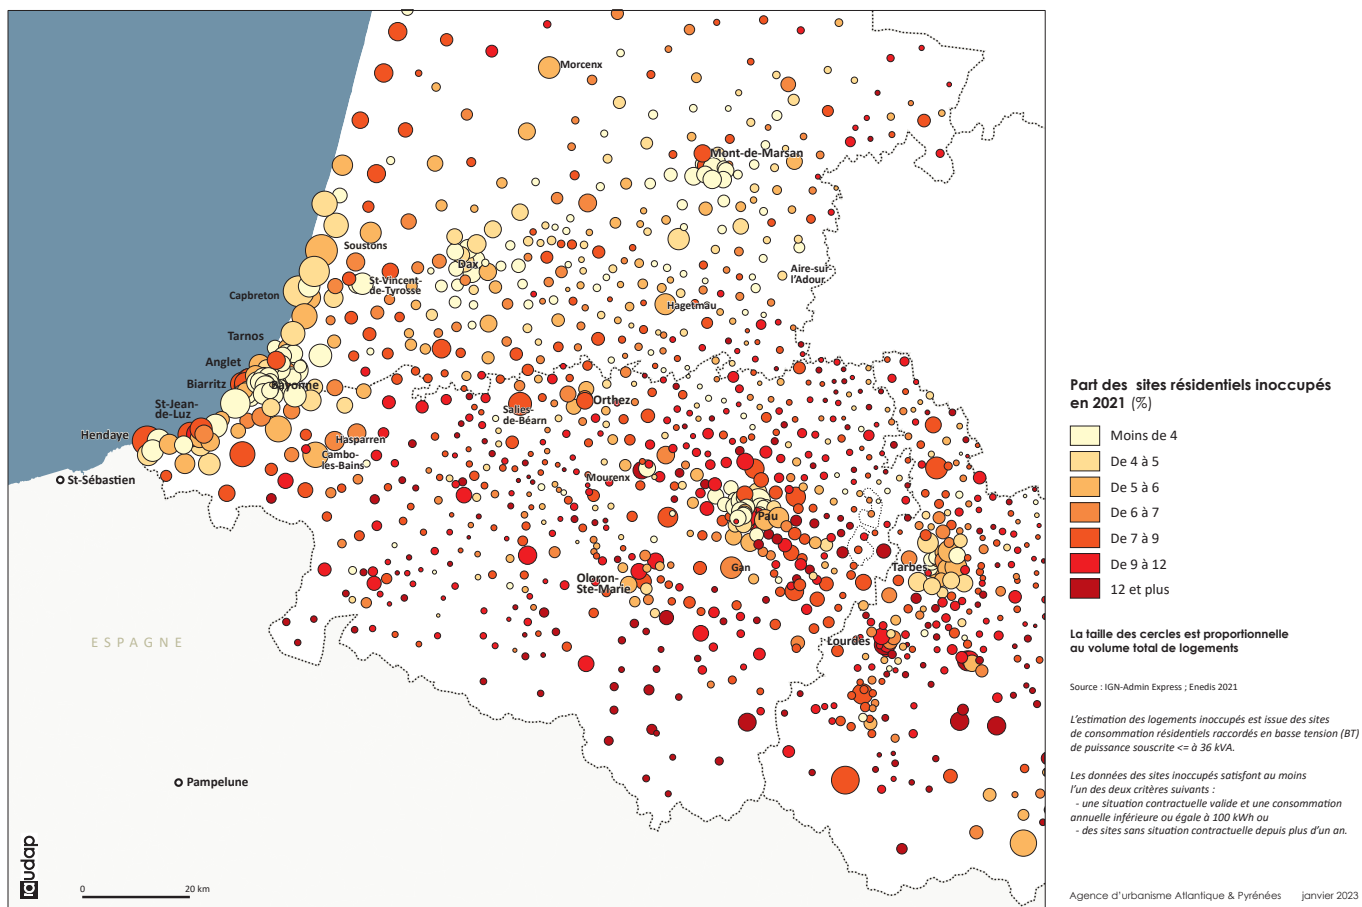 Morcenx
Mont-de-Marsan
Soustons
Dax
St-Vincent-
de-Tyrosse
Aire-sur-
l'Adour
Capbreton
Hagetmau
Tarnos
Anglet
Biarritz
Bayonne
St-Jean-
de-Luz
Orthez
Salies-
de-Béarn
Hendaye
Hasparren
Cambo-
les-Bains
St-Sébastien
Mourenx
Pau
Gan
Tarbes
Oloron-
Ste-Marie
Lourdes
ESPAGNE
Pampelune
audap
0 20 km
Part des sites résidentiels inoccupés
en 2021 (%)
Moins de 4
De 4 à 5
De 5 à 6
De 6 à 7
De 7 à 9
De 9 à 12
12 et plus
La taille des cercles est proportionnelle
au volume total de logements
Source : IGN-Admin Express ; Enedis 2021
L'estimation des logements inoccupés est issue des sites
de consommation résidentiels raccordés en basse tension (BT)
de puissance souscrite <= à 36 kVA.
Les données des sites inoccupés satisfont au moins
l'un des deux critères suivants :
- une situation contractuelle valide et une consommation
annuelle inférieure ou égale à 100 kWh ou
- des sites sans situation contractuelle depuis plus d'un an.
Agence d'urbanisme Atlantique & Pyrénées janvier 2023